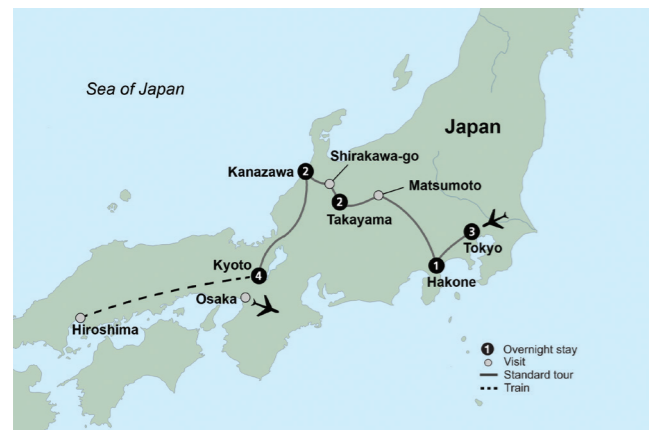 Sea of Japan
Japan
Shirakawa-go
Kanazawa 2
Matsumoto
2
Takayama
3
Tokyo
Kyoto
4
1
Hakone
Osaka
Hiroshima
1 Overnight stay
Visit
Standard tour
Train